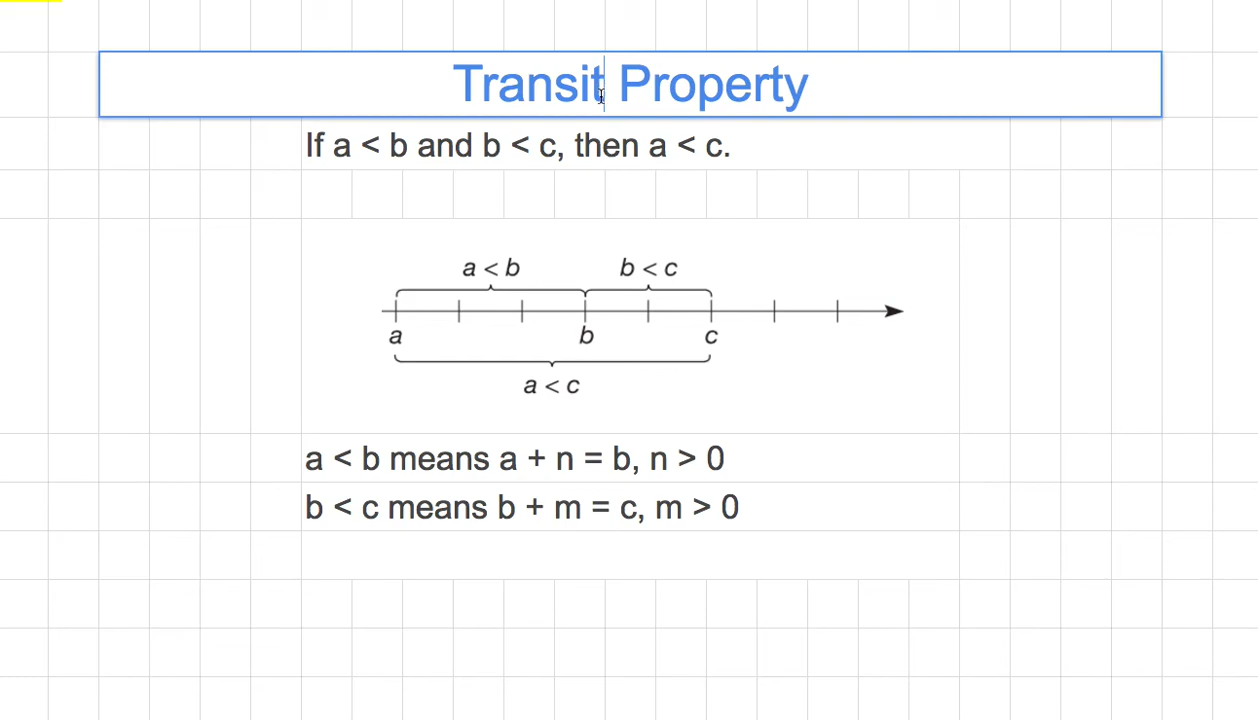 Transit Property
If a < b and b < c, then a < c.
a < b b < c
a b c
a < c
a < b means a + n = b, n > 0
b < c means b + m = c, m > 0